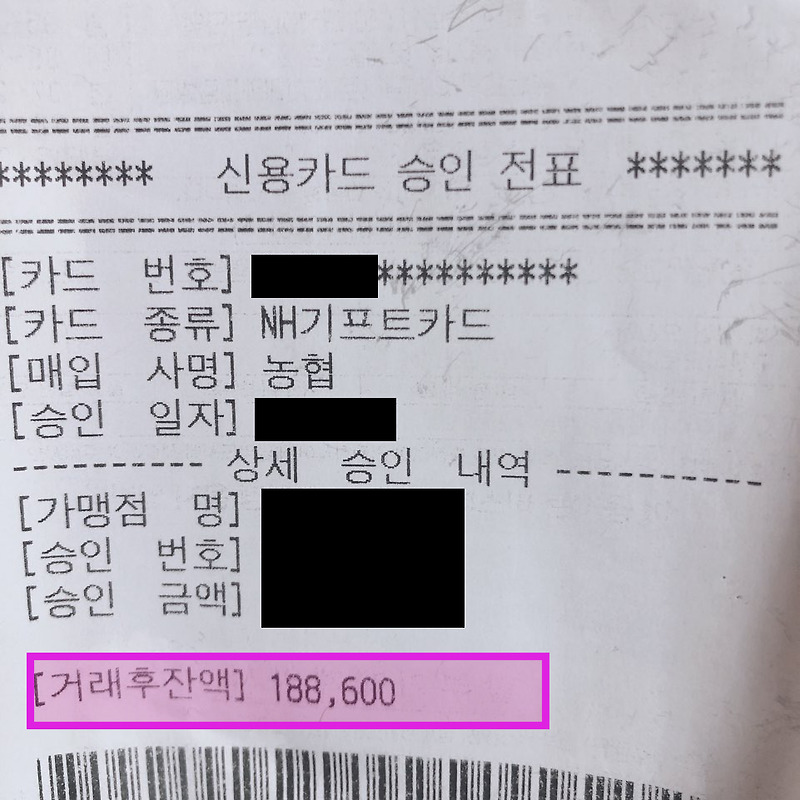 ******** 신용카드 승인 전표 *******
[카드 번호] **********
[카드 종류] NH기프트카드
[매입 사명] 농협
[승인 일자]
---------- 상세 승인 내역 -----------
[가맹점 명]
[승인 번호]
[승인 금액]
[거래후잔액] 188,600